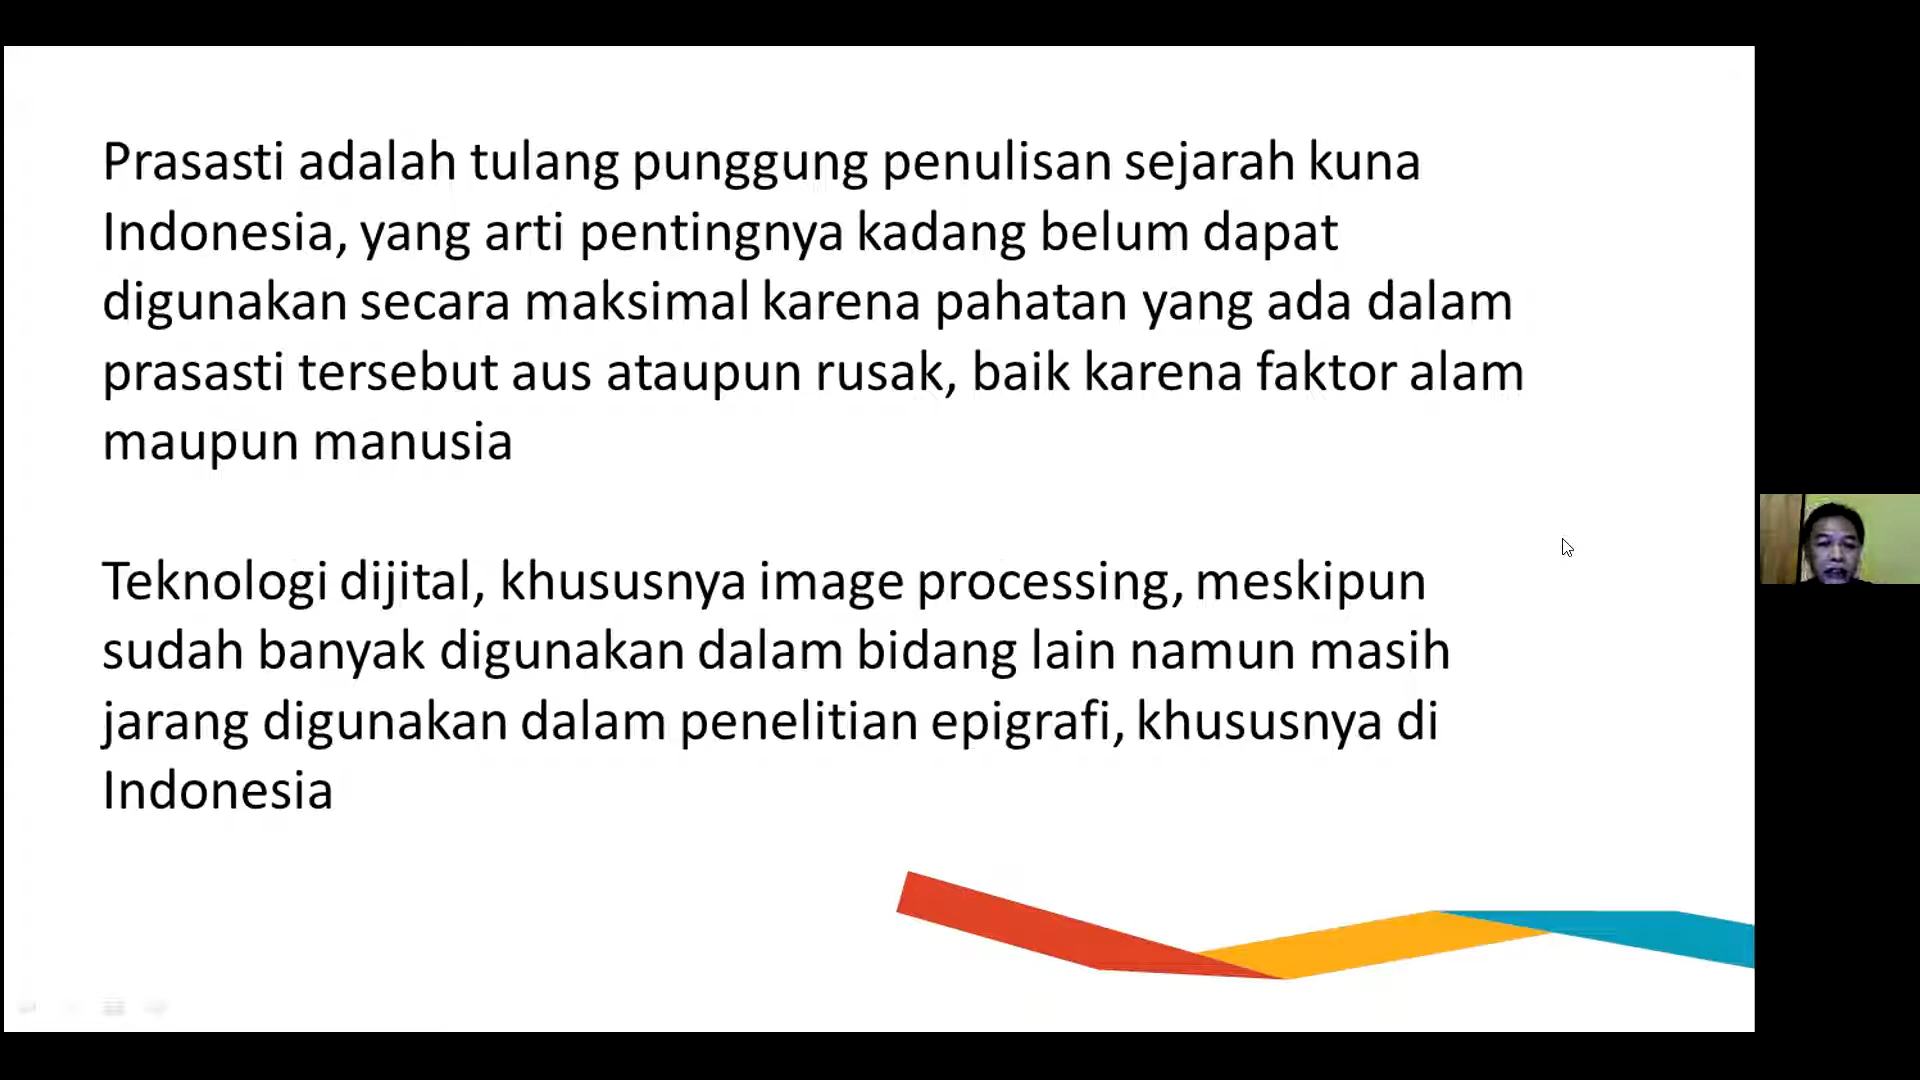 Prasasti adalah tulang punggung penulisan sejarah kuna
Indonesia, yang arti pentingnya kadang belum dapat
digunakan secara maksimal karena pahatan yang ada dalam
prasasti tersebut aus ataupun rusak, baik karena faktor alam
maupun manusia
Teknologi dijital, khususnya image processing, meskipun
sudah banyak digunakan dalam bidang lain namun masih
jarang digunakan dalam penelitian epigrafi, khususnya di
Indonesia